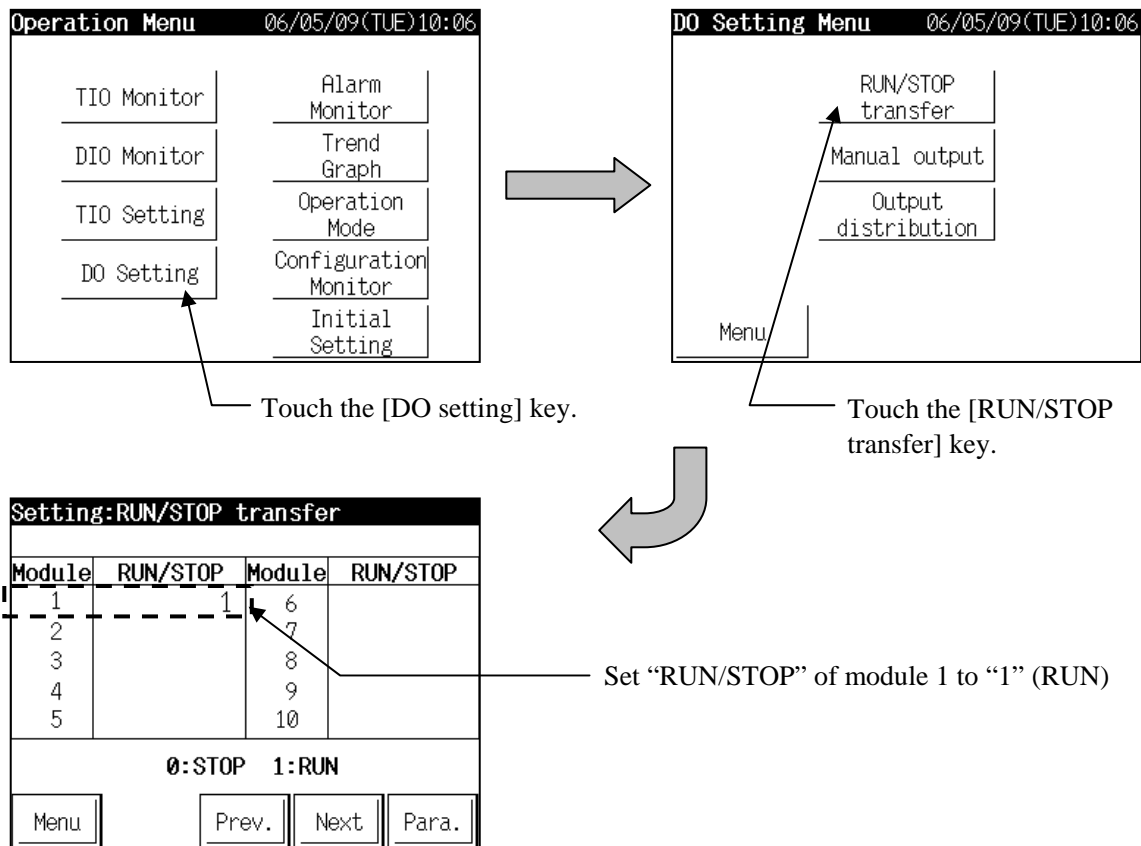 Operation Menu 06/05/09(TUE)10:06
TIO Monitor
DIO Monitor
TIO Setting
DO Setting
Alarm
Monitor
Trend
Graph
Operation
Mode
Configuration
Monitor
Initial
Setting
Touch the [DO setting] key.
DO Setting Menu 06/05/09(TUE)10:06
RUN/STOP
transfer
Manual output
Output
distribution
Menu
Touch the [RUN/STOP
transfer] key.
Setting:RUN/STOP transfer
Module RUN/STOP Module RUN/STOP
1 1 6
2 7
3 8
4 9
5 10
0:STOP 1:RUN
Menu Prev. Next Para.
Set “RUN/STOP” of module 1 to “1” (RUN)